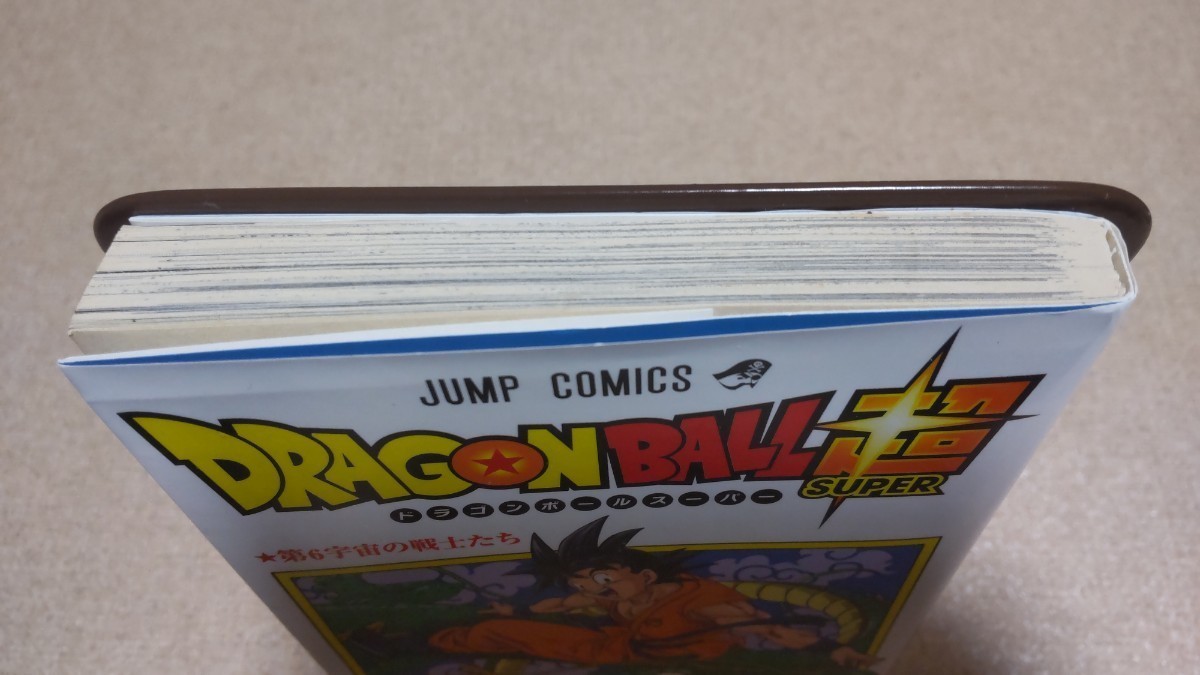 JUMP COMICS
DRAGON BALL 超
SUPER
ドラゴンボールスーパー
★第6宇宙の戦士たち